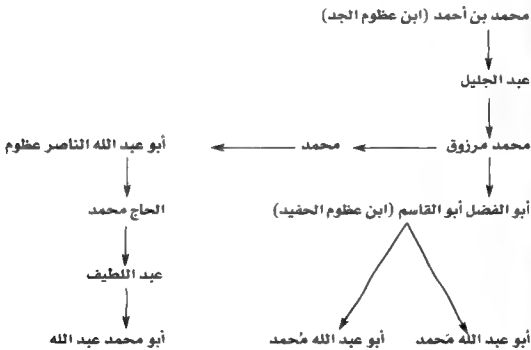 محمد بن أحمد (ابن عظوم الجد)
عبد الجليل
محمد مرزوق محمد أبو عبد الله الناصر عظوم
أبو الفضل أبو القاسم (ابن عظوم الحفيد) الحاج محمد
عبد اللطيف
أبو عبد الله مَحمد أبو عبد الله مُحمد أبو محمد عبد الله